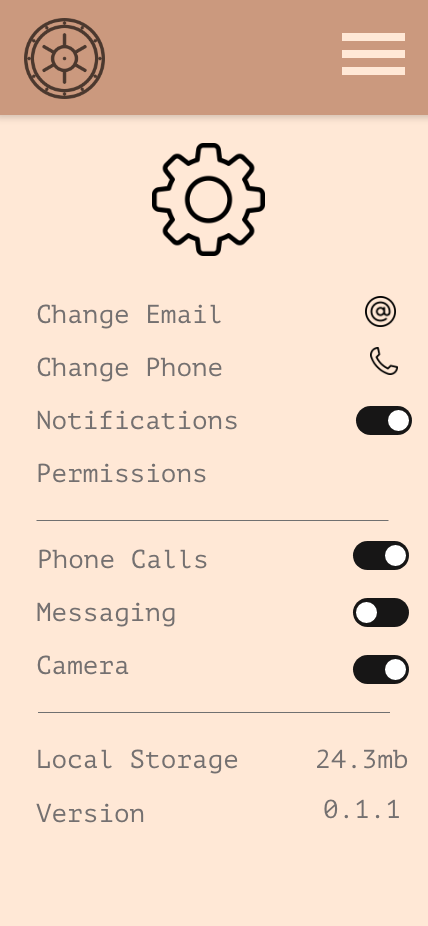 Change Email @
Change Phone
Notifications
Permissions
Phone Calls
Messaging
Camera
Local Storage 24.3mb
Version 0.1.1